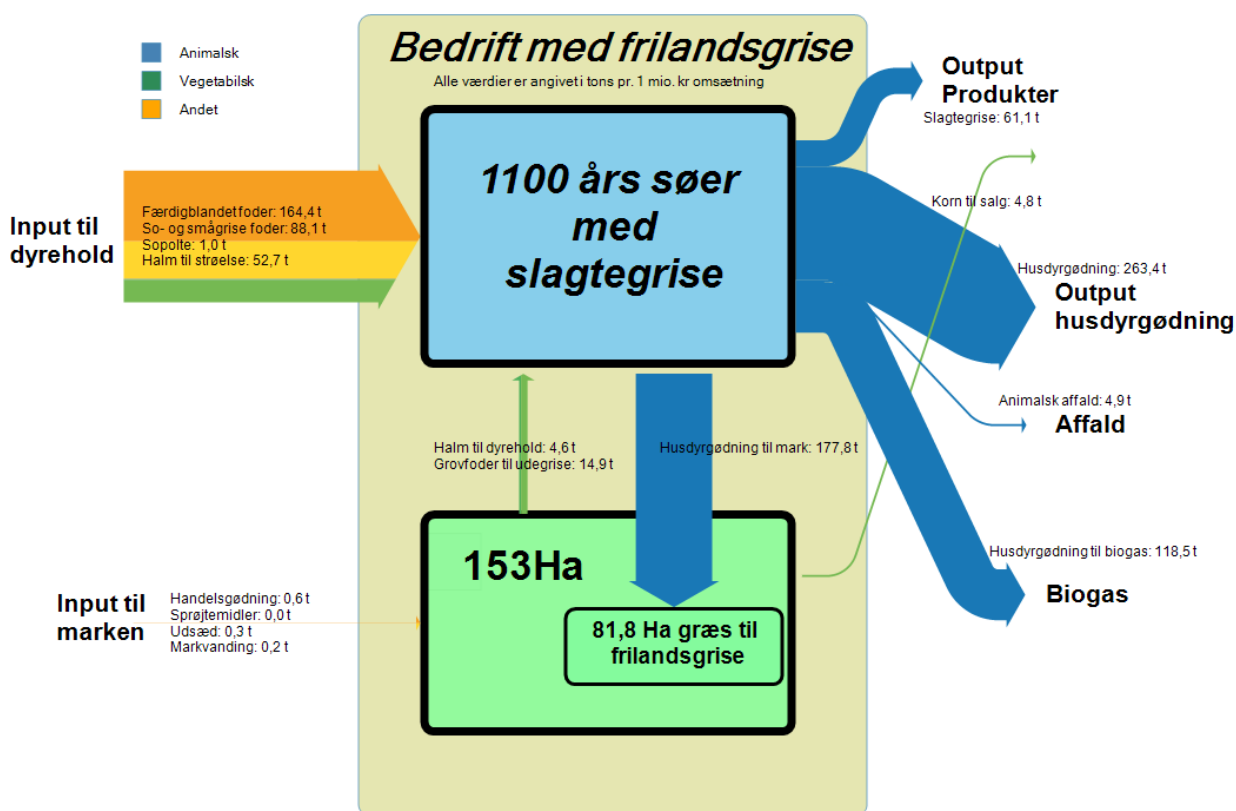 Bedrift med frilandsgrise
Alle værdier er angivet i tons pr. 1 mio. kr omsætning
Animalsk
Vegetabilsk
Andet
Input til
dyrehold
Færdigblandet foder: 164,4 t
So- og smågrise foder: 88,1 t
Sopolte: 1,0 t
Halm til strøelse: 52,7 t
1100 års søer
med
slagtegrise
Output
Produkter
Slagtegrise: 61,1 t
Korn til salg: 4,8 t
Husdyrgødning: 263,4 t
Output
husdyrgødning
Animalsk affald: 4,9 t
Affald
Halm til dyrehold: 4,6 t
Grovfoder til udegrise: 14,9 t
Husdyrgødning til mark: 177,8 t
Husdyrgødning til biogas: 118,5 t
Biogas
153Ha
81,8 Ha græs til
frilandsgrise
Input til
marken
Handelsgødning: 0,6 t
Sprøjtemidler: 0,0 t
Udsæd: 0,3 t
Markvanding: 0,2 t